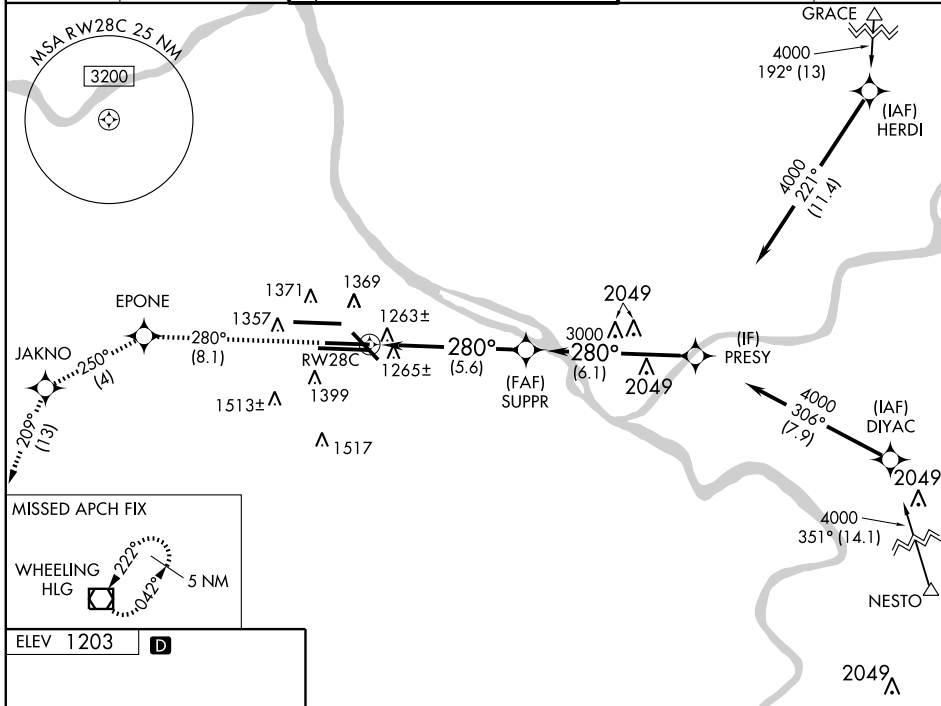 MSA RW28C 25 NM
3200
GRACE
4000
192° (13)
(IAF)
HERDI
4000
221°
(11.4)
EPONE
1371
1369
1357
1263±
2049
3000
JAKNO
280°
(8.1)
RW28C
1265±
280°
(5.6)
280°
(6.1)
(IF)
PRESY
250°
(4)
(FAF)
SUPPR
2049
1513±
1399
1517
209°
(13)
4000
306°
(7.9)
(IAF)
DIYAC
2049
4000
351° (14.1)
NESTO
MISSED APCH FIX
WHEELING
HLG
222°
042°
5 NM
ELEV 1203
D
2049